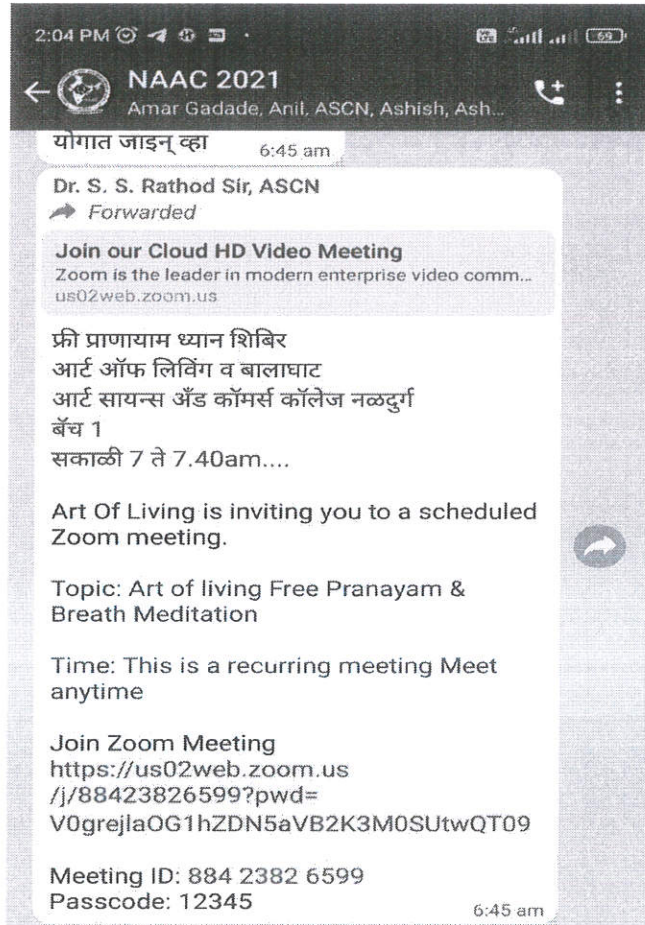 2:04 PM
69
NAAC 2021
Amar Gadade, Anil, ASCN, Ashish, Ash...
योगात जाइन् व्हा 6:45 am
Dr. S. S. Rathod Sir, ASCN
Forwarded
Join our Cloud HD Video Meeting
Zoom is the leader in modern enterprise video comm...
us02web.zoom.us
फ्री प्राणायाम ध्यान शिबिर
आर्ट ऑफ लिविंग व बालाघाट
आर्ट सायन्स अँड कॉमर्स कॉलेज नळदुर्ग
बॅच 1
सकाळी 7 ते 7.40am....
Art Of Living is inviting you to a scheduled
Zoom meeting.
Topic: Art of living Free Pranayam &
Breath Meditation
Time: This is a recurring meeting Meet
anytime
Join Zoom Meeting
https://us02web.zoom.us
/j/88423826599?pwd=
V0grejlaOG1hZDN5aVB2K3M0SUtwQT09
Meeting ID: 884 2382 6599
Passcode: 12345
6:45 am